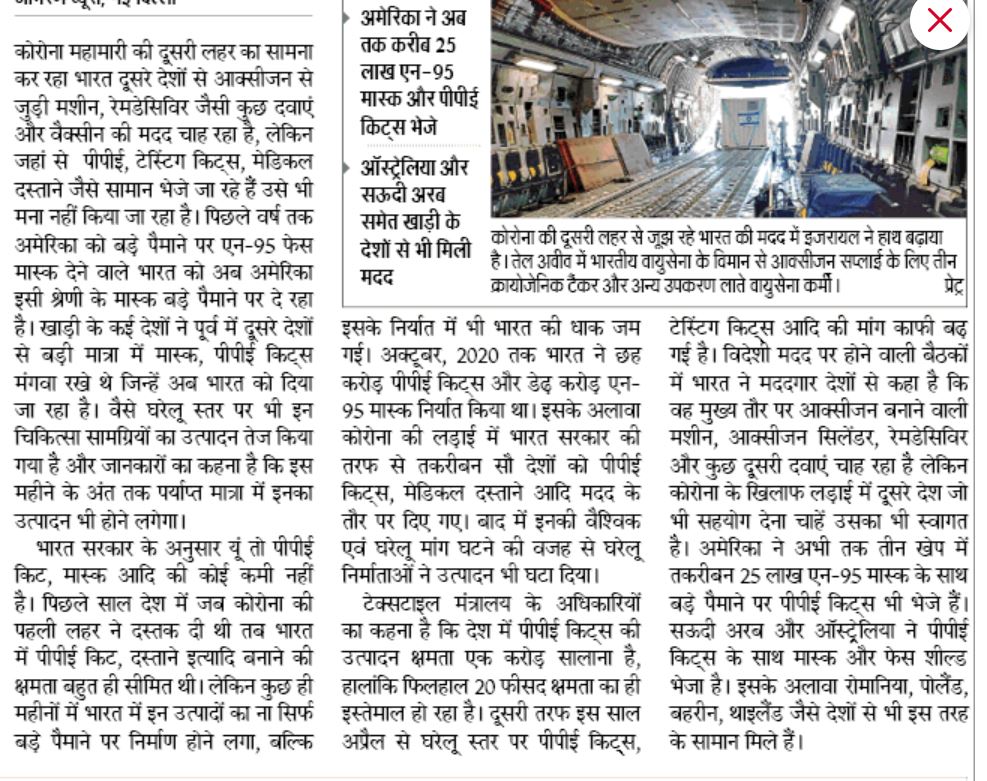 कोरोना महामारी की दूसरी लहर का सामना
कर रहा भारत दूसरे देशों से आक्सीजन से
जुड़ी मशीन, रेमडेसिविर जैसी कुछ दवाएं
और वैक्सीन की मदद चाह रहा है, लेकिन
जहां से पीपीई, टेस्टिंग किट्स, मेडिकल
दस्ताने जैसे सामान भेजे जा रहे हैं उसे भी
मना नहीं किया जा रहा है। पिछले वर्ष तक
अमेरिका को बड़े पैमाने पर एन-95 फेस
मास्क देने वाले भारत को अब अमेरिका
इसी श्रेणी के मास्क बड़े पैमाने पर दे रहा
है। खाड़ी के कई देशों ने पूर्व में दूसरे देशों
से बड़ी मात्रा में मास्क, पीपीई किट्स
मंगवा रखे थे जिन्हें अब भारत को दिया
जा रहा है। वैसे घरेलू स्तर पर भी इन
चिकित्सा सामग्रियों का उत्पादन तेज किया
गया है और जानकारों का कहना है कि इस
महीने के अंत तक पर्याप्त मात्रा में इनका
उत्पादन भी होने लगेगा।
भारत सरकार के अनुसार यूं तो पीपीई
किट, मास्क आदि की कोई कमी नहीं
है। पिछले साल देश में जब कोरोना की
पहली लहर ने दस्तक दी थी तब भारत
में पीपीई किट, दस्ताने इत्यादि बनाने की
क्षमता बहुत ही सीमित थी। लेकिन कुछ ही
महीनों में भारत में इन उत्पादों का ना सिर्फ
बड़े पैमाने पर निर्माण होने लगा, बल्कि
अमेरिका ने अब
तक करीब 25
लाख एन-95
मास्क और पीपीई
किट्स भेजे
ऑस्ट्रेलिया और
सऊदी अरब
समेत खाड़ी के
देशों से भी मिली
मदद
कोरोना की दूसरी लहर से जूझ रहे भारत की मदद में इजरायल ने हाथ बढ़ाया
है। तेल अवीव में भारतीय वायुसेना के विमान से आक्सीजन सप्लाई के लिए तीन
क्रायोजेनिक टैंकर और अन्य उपकरण लाते वायुसेना कर्मी। प्रेट्र
इसके निर्यात में भी भारत की धाक जम
गई। अक्टूबर, 2020 तक भारत ने छह
करोड़ पीपीई किट्स और डेढ़ करोड़ एन-
95 मास्क निर्यात किया था। इसके अलावा
कोरोना की लड़ाई में भारत सरकार की
तरफ से तकरीबन सौ देशों को पीपीई
किट्स, मेडिकल दस्ताने आदि मदद के
तौर पर दिए गए। बाद में इनकी वैश्विक
एवं घरेलू मांग घटने की वजह से घरेलू
निर्माताओं ने उत्पादन भी घटा दिया।
टेक्सटाइल मंत्रालय के अधिकारियों
का कहना है कि देश में पीपीई किट्स की
उत्पादन क्षमता एक करोड़ सालाना है,
हालांकि फिलहाल 20 फीसद क्षमता का ही
इस्तेमाल हो रहा है। दूसरी तरफ इस साल
अप्रैल से घरेलू स्तर पर पीपीई किट्स,
टेस्टिंग किट्स आदि की मांग काफी बढ़
गई है। विदेशी मदद पर होने वाली बैठकों
में भारत ने मददगार देशों से कहा है कि
वह मुख्य तौर पर आक्सीजन बनाने वाली
मशीन, आक्सीजन सिलेंडर, रेमडेसिविर
और कुछ दूसरी दवाएं चाह रहा है लेकिन
कोरोना के खिलाफ लड़ाई में दूसरे देश जो
भी सहयोग देना चाहें उसका भी स्वागत
है। अमेरिका ने अभी तक तीन खेप में
तकरीबन 25 लाख एन-95 मास्क के साथ
बड़े पैमाने पर पीपीई किट्स भी भेजे हैं।
सऊदी अरब और ऑस्ट्रेलिया ने पीपीई
किट्स के साथ मास्क और फेस शील्ड
भेजा है। इसके अलावा रोमानिया, पोलैंड,
बहरीन, थाइलैंड जैसे देशों से भी इस तरह
के सामान मिले हैं।